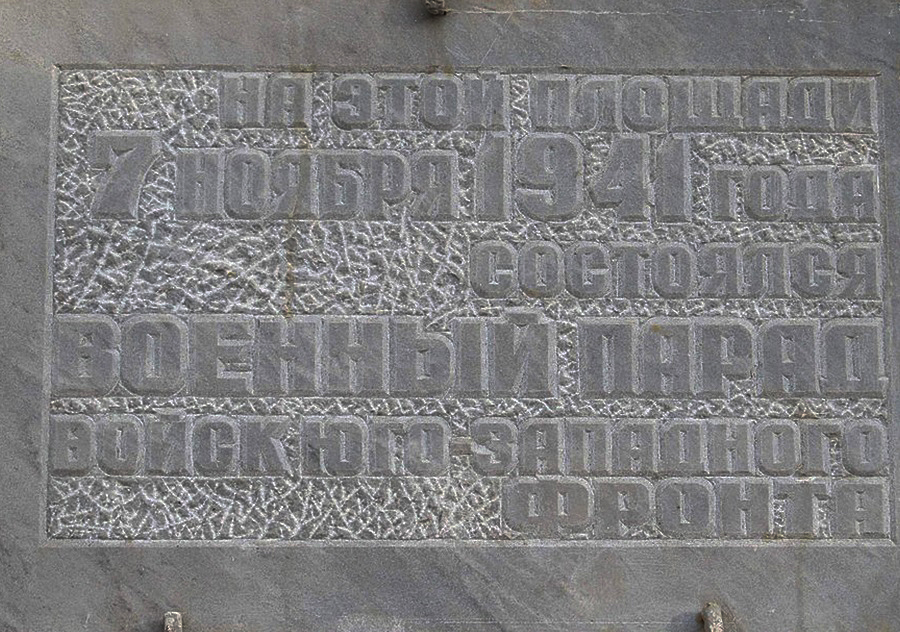 НА ЭТОЙ ПЛОЩАДИ
7 НОЯБРЯ 1941 ГОДА
СОСТОЯЛСЯ
ВОЕННЫЙ ПАРАД
ВОЙСК ЮГО-ЗАПАДНОГО
ФРОНТА